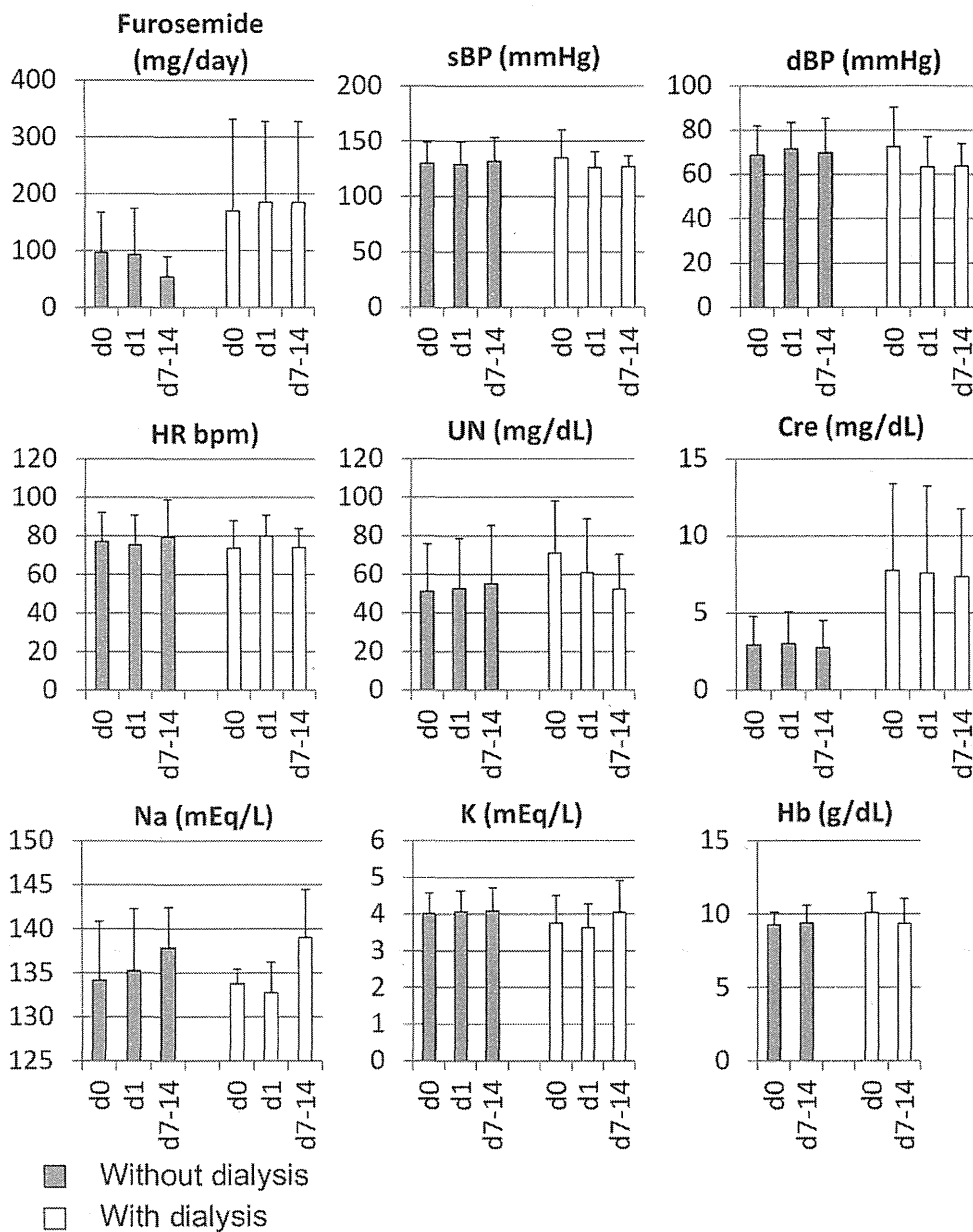 Furosemide
(mg/day)
400
300
200
100
0
d0
d1
d7-14
d0
d1
d7-14
sBP (mmHg)
200
150
100
50
0
d0
d1
d7-14
d0
d1
d7-14
dBP (mmHg)
100
80
60
40
20
0
d0
d1
d7-14
d0
d1
d7-14
HR bpm)
120
100
80
60
40
20
0
d0
d1
d7-14
d0
d1
d7-14
UN (mg/dL)
120
100
80
60
40
20
0
d0
d1
d7-14
d0
d1
d7-14
Cre (mg/dL)
15
10
5
0
d0
d1
d7-14
d0
d1
d7-14
Na (mEq/L)
150
145
140
135
130
125
d0
d1
d7-14
d0
d1
d7-14
K (mEq/L)
6
5
4
3
2
1
0
d0
d1
d7-14
d0
d1
d7-14
Hb (g/dL)
15
10
5
0
d0
d7-14
d0
d7-14
Without dialysis
With dialysis